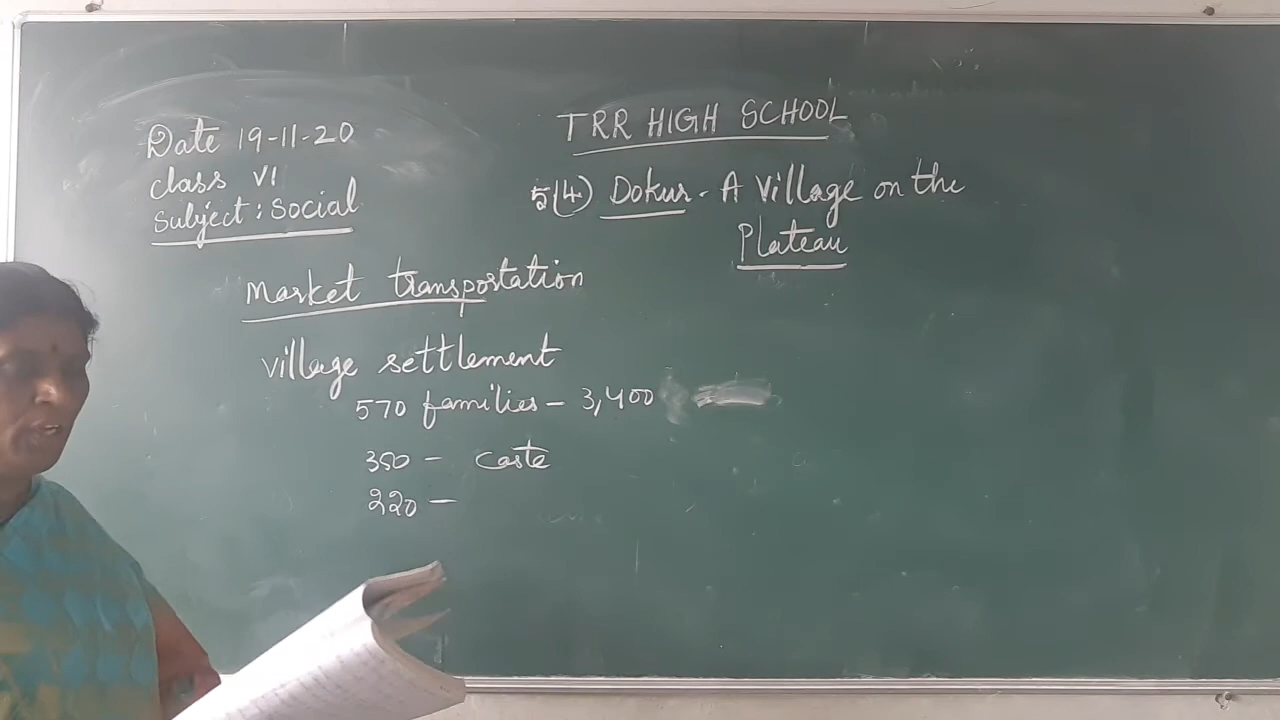 TRR HIGH SCHOOL
Date 19-11-20
Class VI
Subject: Social
5(4) Dokur - A Village on the
Plateau
Market transportation
Village settlement
570 families - 3,400
350 - caste
220 -